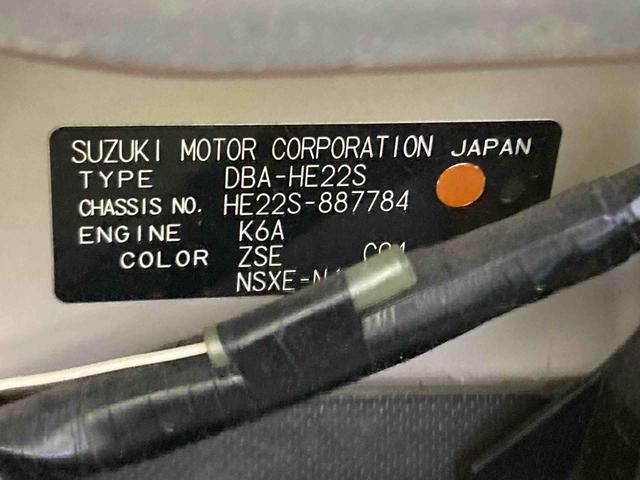 SUZUKI MOTOR CORPORATION JAPAN
TYPE DBA-HE22S
CHASSIS NO. HE22S-887784
ENGINE K6A
COLOR ZSE